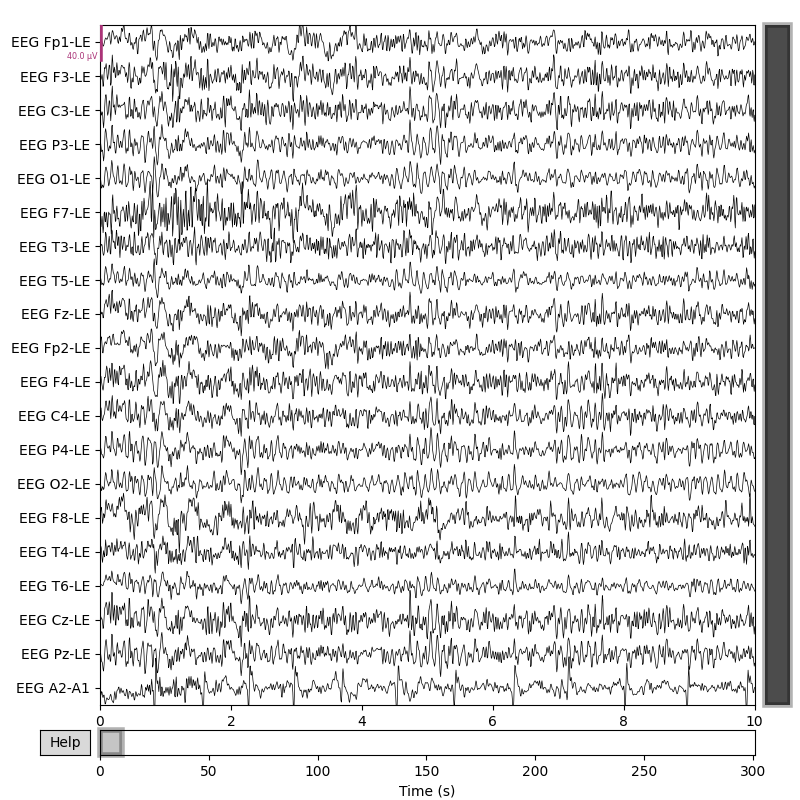 EEG Fp1-LE
40.0 µV
EEG F3-LE
EEG C3-LE
EEG P3-LE
EEG O1-LE
EEG F7-LE
EEG T3-LE
EEG T5-LE
EEG Fz-LE
EEG Fp2-LE
EEG F4-LE
EEG C4-LE
EEG P4-LE
EEG O2-LE
EEG F8-LE
EEG T4-LE
EEG T6-LE
EEG Cz-LE
EEG Pz-LE
EEG A2-A1
0 2 4 6 8 10
Help
0 50 100 150 200 250 300
Time (s)